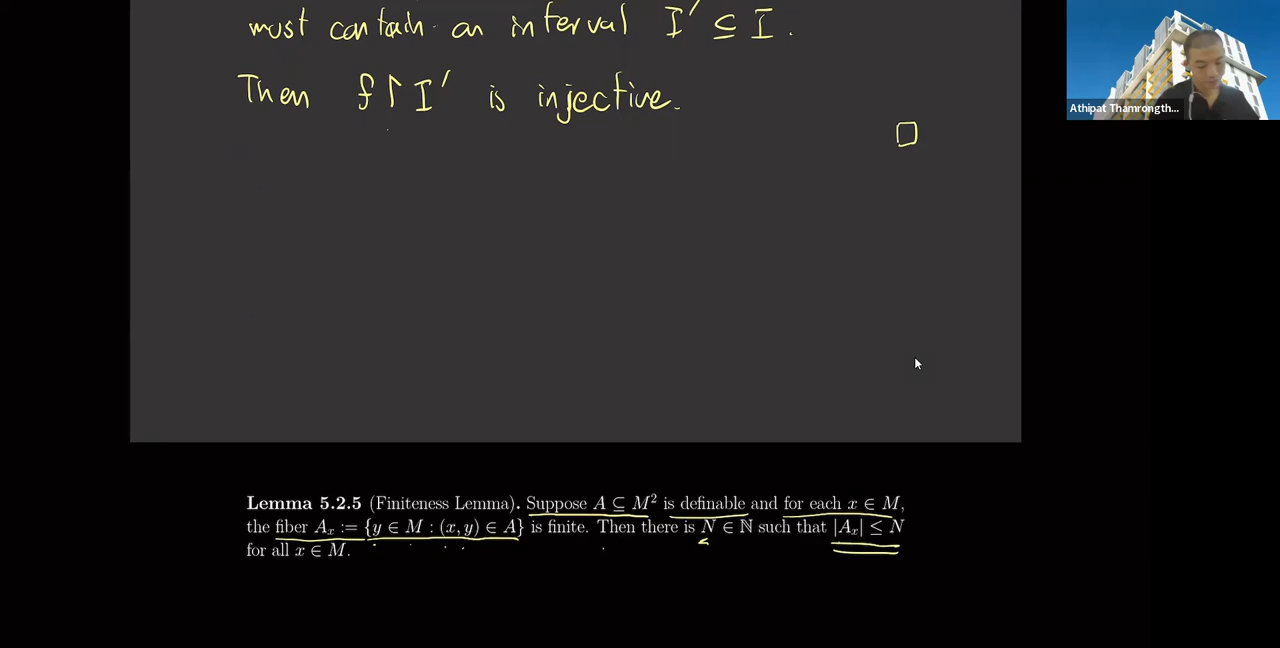 must contain an interval I′ ⊆ I.
Then f↾I′ is injective.
□
Athipat Thamrongth...
Lemma 5.2.5 (Finiteness Lemma). Suppose A ⊆ M² is definable and for each x ∈ M,
the fiber Aₓ := {y ∈ M : (x, y) ∈ A} is finite. Then there is N ∈ ℕ such that |Aₓ| ≤ N
for all x ∈ M.